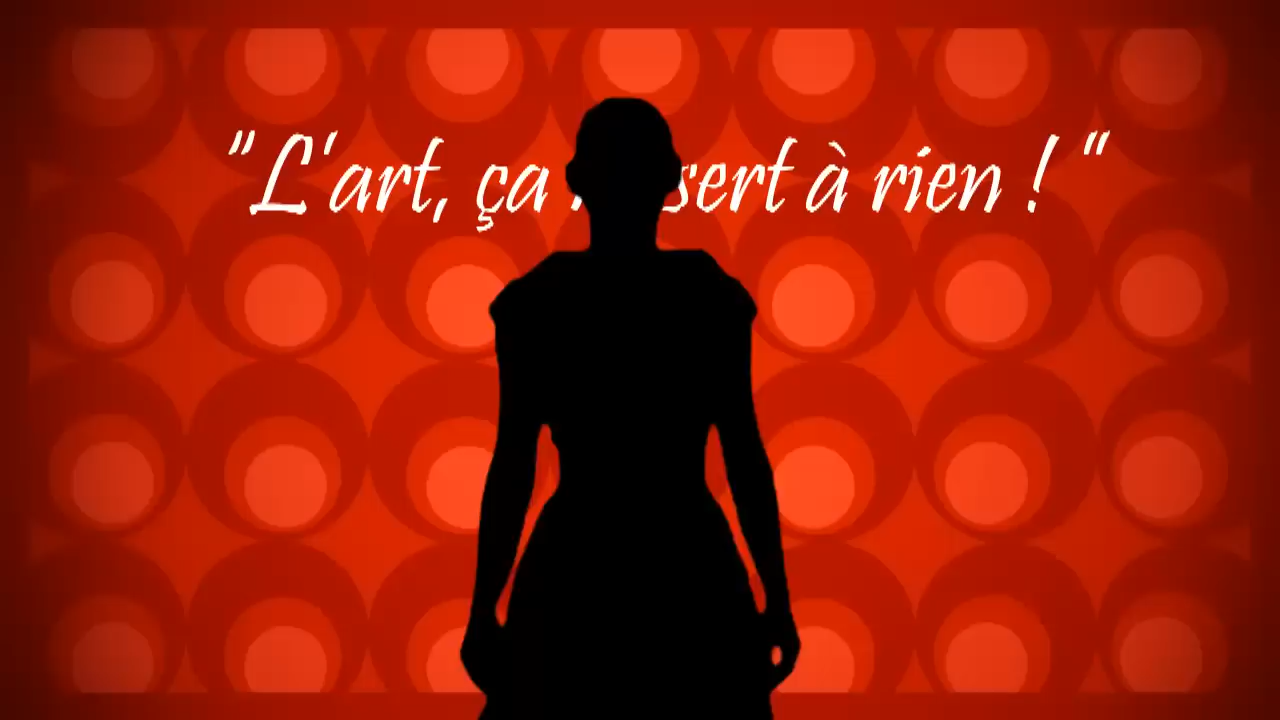 "L'art, ça sert à rien ! "